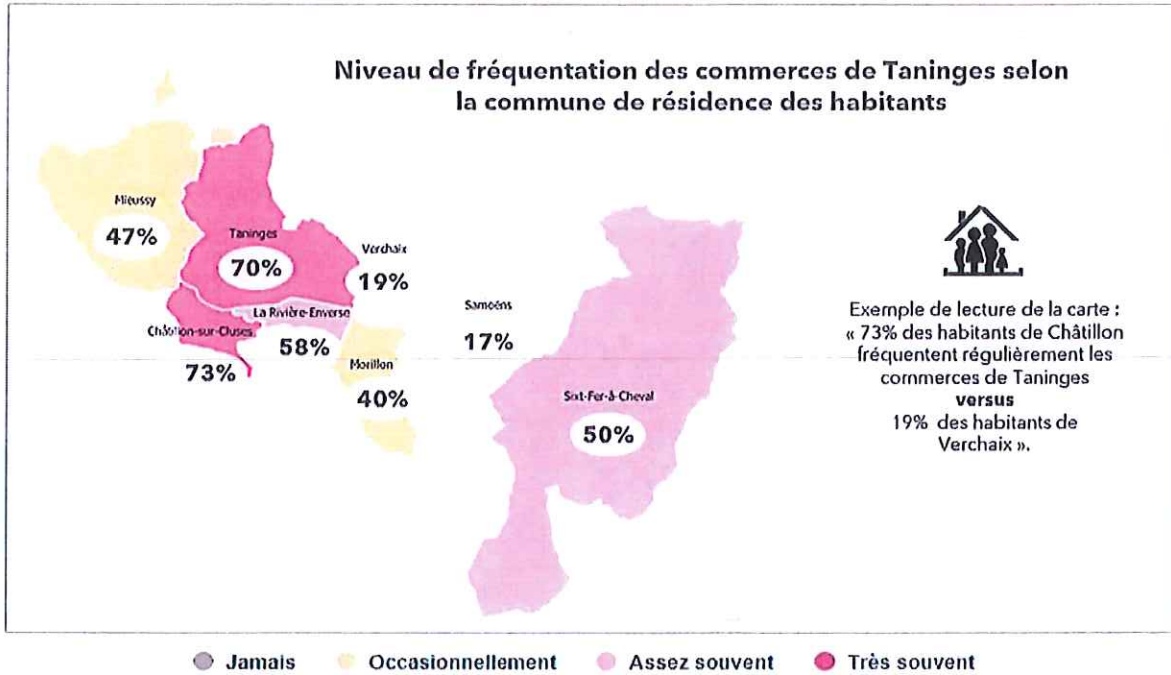 Niveau de fréquentation des commerces de Taninges selon
la commune de résidence des habitants
Mieussy
47%
Taninges
70%
Verchaix
19%
La Rivière-Enverse
58%
Châtillon-sur-Cluses
73%
Morillon
40%
Samoëns
17%
Sixt-Fer-à-Cheval
50%
Exemple de lecture de la carte :
« 73% des habitants de Châtillon
fréquentent régulièrement les
commerces de Taninges
versus
19% des habitants de
Verchaix ».
Jamais
Occasionnellement
Assez souvent
Très souvent